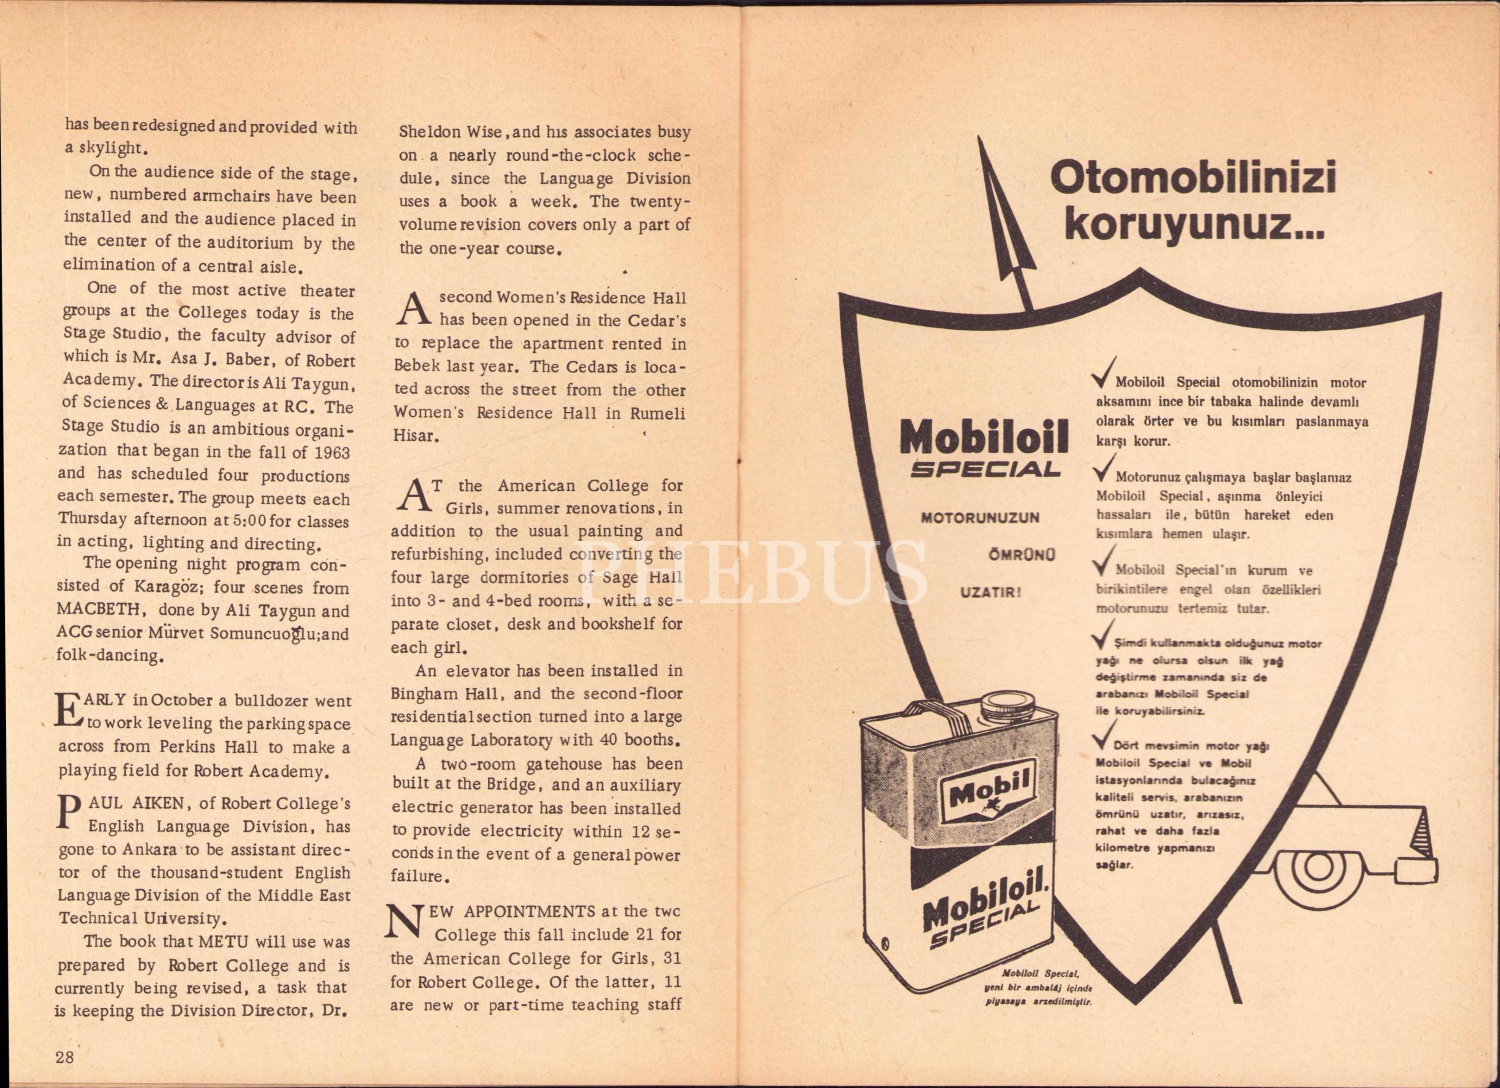 has been redesigned and provided with
a skylight.
On the audience side of the stage,
new, numbered armchairs have been
installed and the audience placed in
the center of the auditorium by the
elimination of a central aisle.
One of the most active theater
groups at the Colleges today is the
Stage Studio, the faculty advisor of
which is Mr. Asa J. Baber, of Robert
Academy. The director is Ali Taygun,
of Sciences & Languages at RC. The
Stage Studio is an ambitious organi-
zation that began in the fall of 1963
and has scheduled four productions
each semester. The group meets each
Thursday afternoon at 5:00 for classes
in acting, lighting and directing.
The opening night program con-
sisted of Karagöz; four scenes from
MACBETH, done by Ali Taygun and
ACG senior Mürvet Somuncuoğlu;and
folk-dancing.
EARLY in October a bulldozer went
to work leveling the parking space
across from Perkins Hall to make a
playing field for Robert Academy.
PAUL AIKEN, of Robert College's
English Language Division, has
gone to Ankara to be assistant direc-
tor of the thousand-student English
Language Division of the Middle East
Technical University.
The book that METU will use was
prepared by Robert College and is
currently being revised, a task that
is keeping the Division Director, Dr.
28
Sheldon Wise, and his associates busy
on a nearly round-the-clock sche-
dule, since the Language Division
uses a book a week. The twenty-
volume revision covers only a part of
the one-year course.
A second Women's Residence Hall
has been opened in the Cedar's
to replace the apartment rented in
Bebek last year. The Cedars is loca-
ted across the street from the other
Women's Residence Hall in Rumeli
Hisar.
AT the American College for
Girls, summer renovations, in
addition to the usual painting and
refurbishing, included converting the
four large dormitories of Sage Hall
into 3- and 4-bed rooms, with a se-
parate closet, desk and bookshelf for
each girl.
An elevator has been installed in
Bingham Hall, and the second-floor
residential section turned into a large
Language Laboratory with 40 booths.
A two-room gatehouse has been
built at the Bridge, and an auxiliary
electric generator has been installed
to provide electricity within 12 se-
conds in the event of a general power
failure.
NEW APPOINTMENTS at the two
College this fall include 21 for
the American College for Girls, 31
for Robert College. Of the latter, 11
are new or part-time teaching staff
PHEBUS
Otomobilinizi
koruyunuz...
Mobiloil
SPECIAL
MOTORUNUZUN
ÖMRÜNÜ
UZATIR!
Mobiloil Special otomobilinizin motor
aksamını ince bir tabaka halinde devamlı
olarak örter ve bu kısımları paslanmaya
karşı korur.
Motorunuz çalışmaya başlar başlamaz
Mobiloil Special, aşınma önleyici
hassaları ile, bütün hareket eden
kısımlara hemen ulaşır.
Mobiloil Special'ın kurum ve
birikintilere engel olan özellikleri
motorunuzu tertemiz tutar.
Şimdi kullanmakta olduğunuz motor
yağı ne olursa olsun ilk yağ
değiştirme zamanında siz de
arabanızı Mobiloil Special
ile koruyabilirsiniz.
Dört mevsimin motor yağı
Mobiloil Special ve Mobil
istasyonlarında bulacağınız
kaliteli servis, arabanızın
ömrünü uzatır, arızasız,
rahat ve daha fazla
kilometre yapmanızı
sağlar.
Mobil
Mobiloil.
SPECIAL
Mobiloil Special,
yeni bir ambalâj içinde
piyasaya arzedilmiştir.